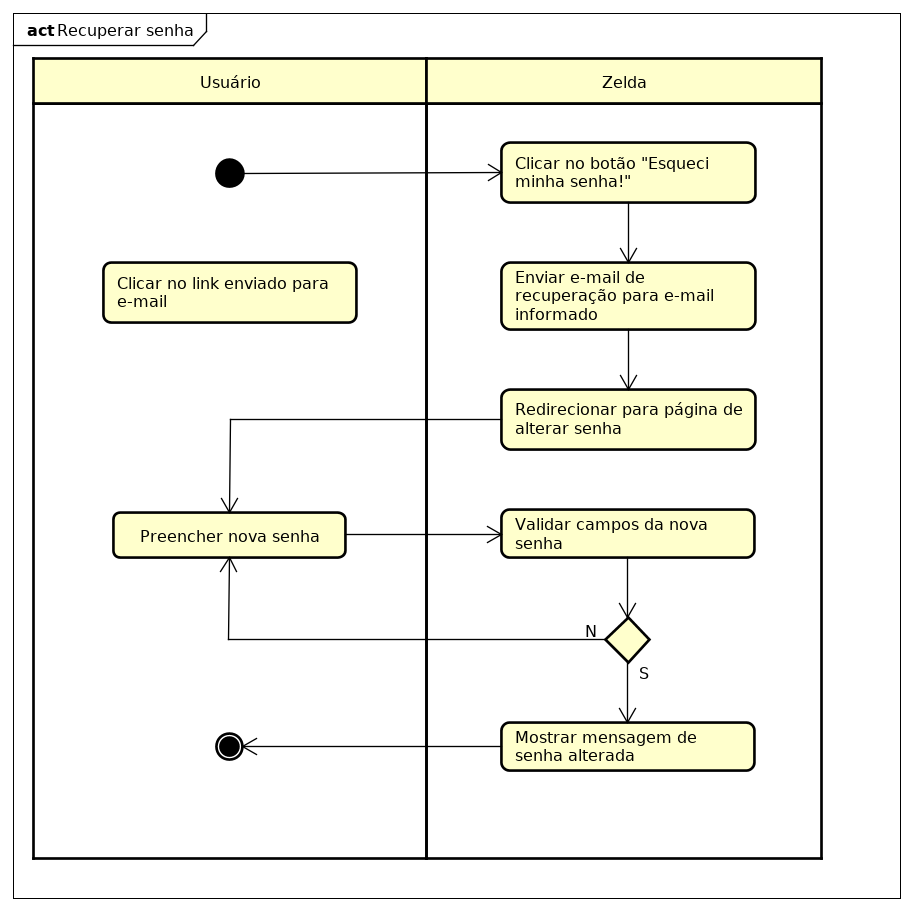 act Recuperar senha
Usuário
Zelda
Clicar no botão "Esqueci
minha senha!"
Clicar no link enviado para
e-mail
Enviar e-mail de
recuperação para e-mail
informado
Redirecionar para página de
alterar senha
Preencher nova senha
Validar campos da nova
senha
N
S
Mostrar mensagem de
senha alterada